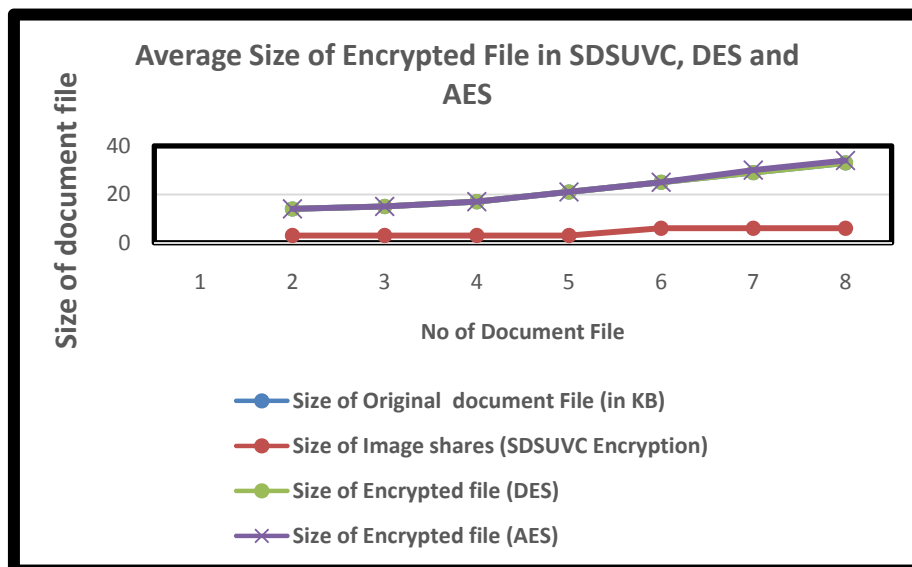 Average Size of Encrypted File in SDSUVC, DES and
AES
Size of document file
40
20
0
1 2 3 4 5 6 7 8
No of Document File
Size of Original document File (in KB)
Size of Image shares (SDSUVC Encryption)
Size of Encrypted file (DES)
Size of Encrypted file (AES)